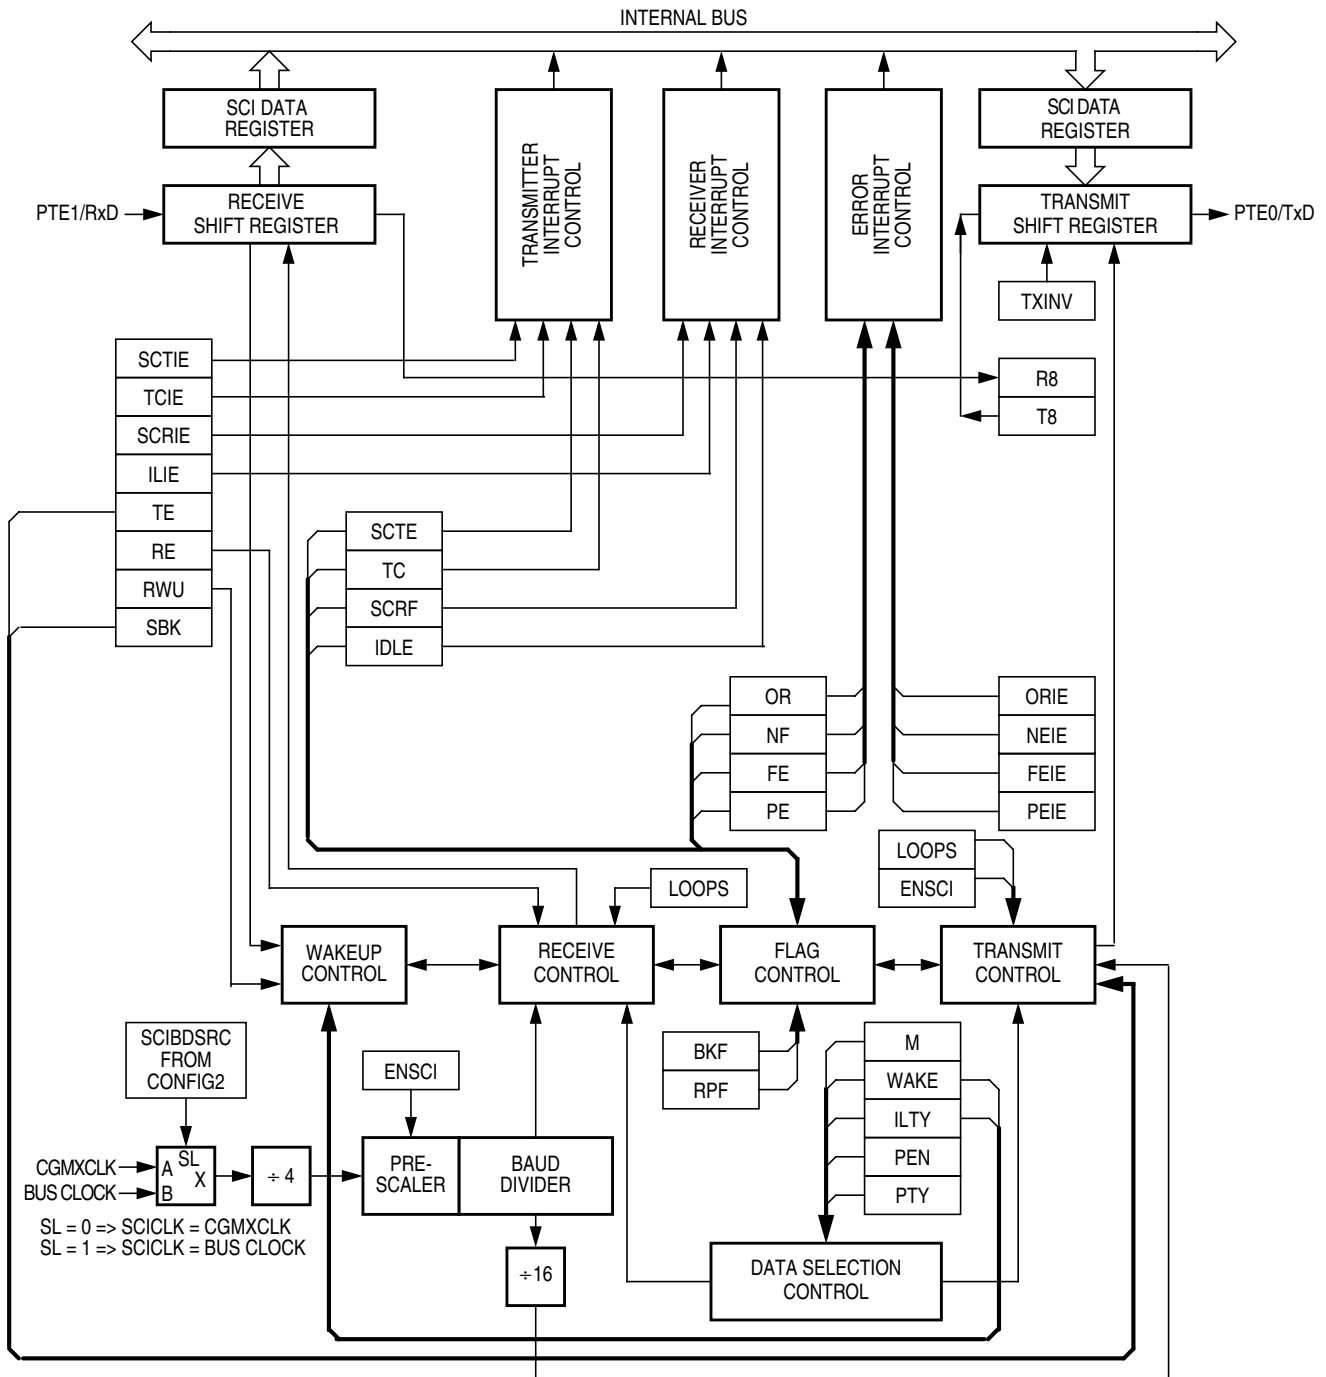 INTERNAL BUS
SCI DATA
REGISTER
RECEIVE
SHIFT REGISTER
PTE1/RxD
TRANSMITTER
INTERRUPT
CONTROL
RECEIVER
INTERRUPT
CONTROL
ERROR
INTERRUPT
CONTROL
SCI DATA
REGISTER
TRANSMIT
SHIFT REGISTER
PTE0/TxD
TXINV
R8
T8
SCTIE
TCIE
SCRIE
ILIE
TE
RE
RWU
SBK
SCTE
TC
SCRF
IDLE
OR
NF
FE
PE
ORIE
NEIE
FEIE
PEIE
LOOPS
ENSCI
LOOPS
WAKEUP
CONTROL
RECEIVE
CONTROL
FLAG
CONTROL
TRANSMIT
CONTROL
SCIBDSRC
FROM
CONFIG2
ENSCI
BKF
RPF
M
WAKE
ILTY
PEN
PTY
CGMXCLK
BUS CLOCK
A
SL
X
B
÷ 4
PRE-
SCALER
BAUD
DIVIDER
SL = 0 => SCICLK = CGMXCLK
SL = 1 => SCICLK = BUS CLOCK
÷16
DATA SELECTION
CONTROL